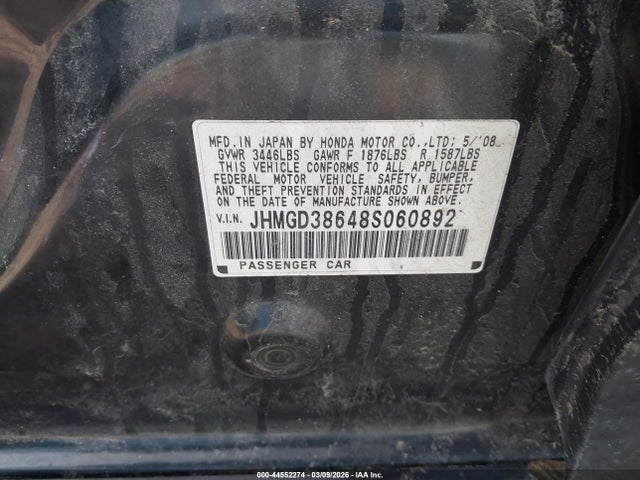 MFD. IN JAPAN BY HONDA MOTOR CO.,LTD; 5/'08
GVWR 3446LBS GAWR F 1876LBS R 1587LBS
THIS VEHICLE CONFORMS TO ALL APPLICABLE
FEDERAL MOTOR VEHICLE SAFETY, BUMPER,
AND THEFT PREVENTION STANDARDS IN EFFECT
ON THE DATE OF MANUFACTURE SHOWN ABOVE.
V.I.N. JHMGD38648S060892
PASSENGER CAR
000-44552274 - 03/09/2026 - IAA Inc.